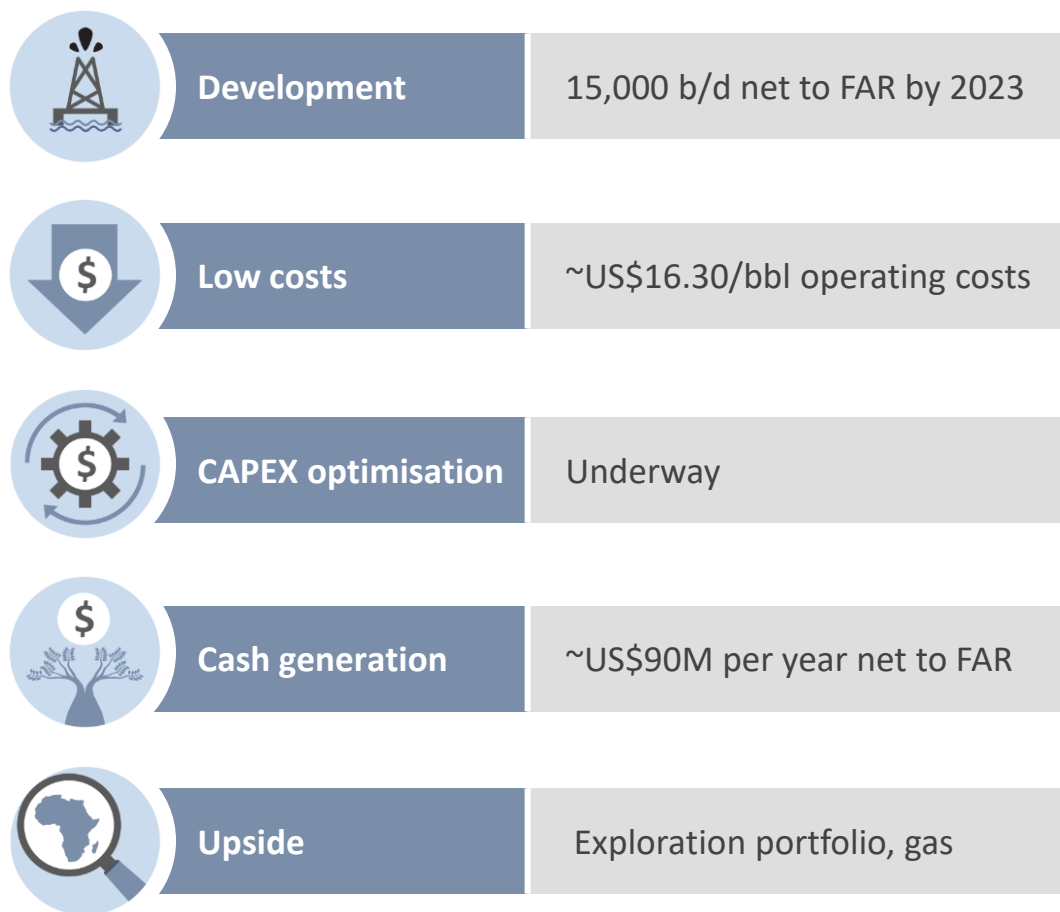 Development
15,000 b/d net to FAR by 2023
$
Low costs
~US$16.30/bbl operating costs
$
CAPEX optimisation
Underway
$
Cash generation
~US$90M per year net to FAR
Upside
Exploration portfolio, gas